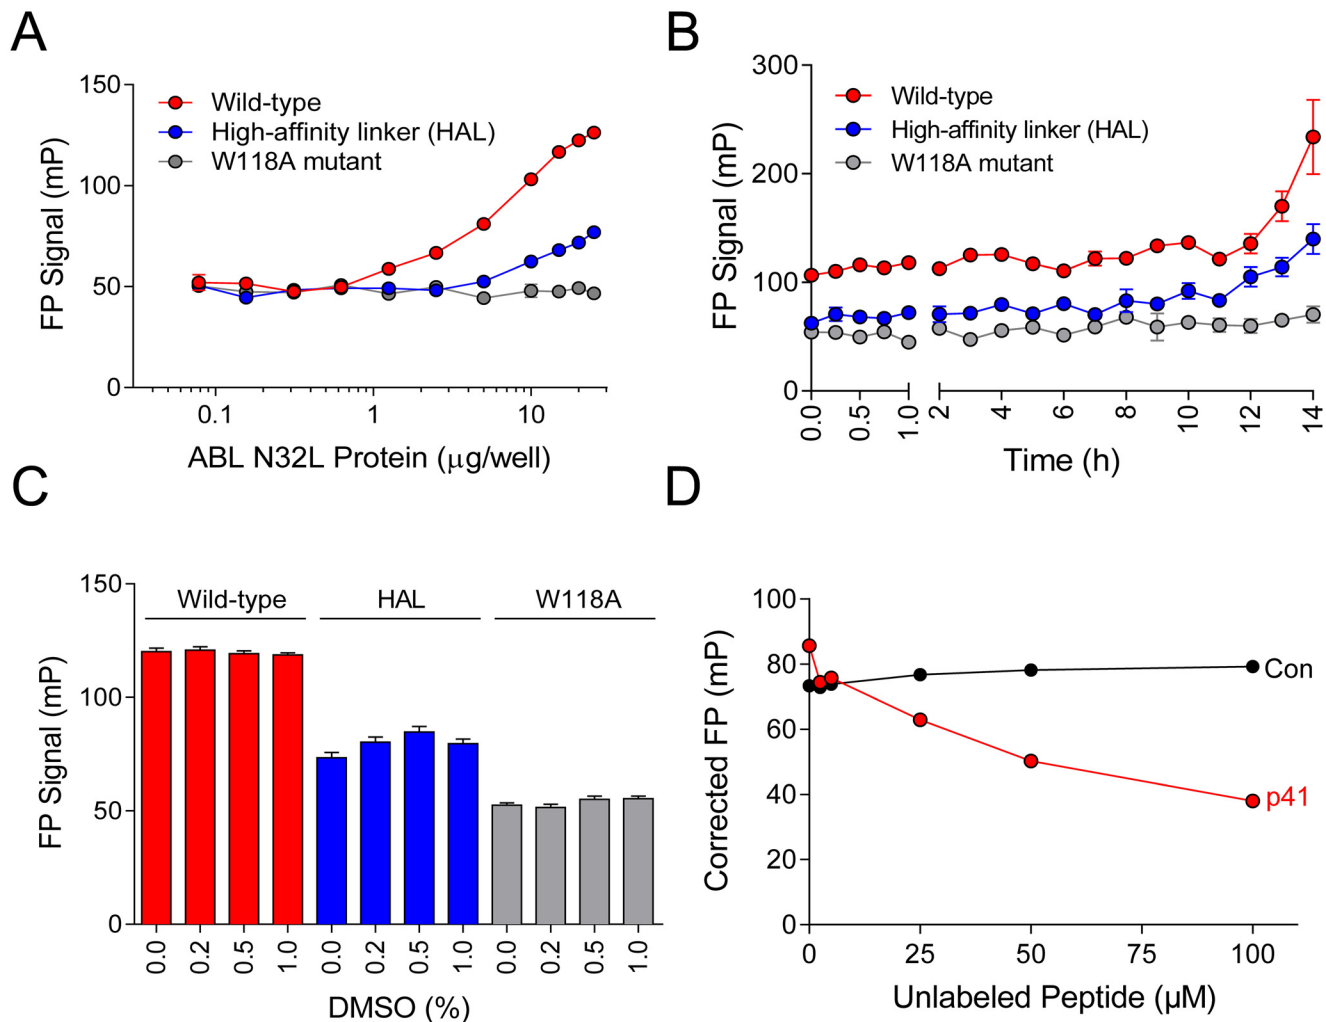 A
150
100
50
0
FP Signal (mP)
Wild-type
High-affinity linker (HAL)
W118A mutant
0.1
1
10
ABL N32L Protein (μg/well)
B
300
200
100
0
FP Signal (mP)
Wild-type
High-affinity linker (HAL)
W118A mutant
0.0
0.5
1.0
2
4
6
8
10
12
14
Time (h)
C
150
100
50
0
FP Signal (mP)
Wild-type
HAL
W118A
0.0
0.2
0.5
1.0
0.0
0.2
0.5
1.0
0.0
0.2
0.5
1.0
DMSO (%)
D
100
80
60
40
20
0
Corrected FP (mP)
Con
p41
0
25
50
75
100
Unlabeled Peptide (μM)